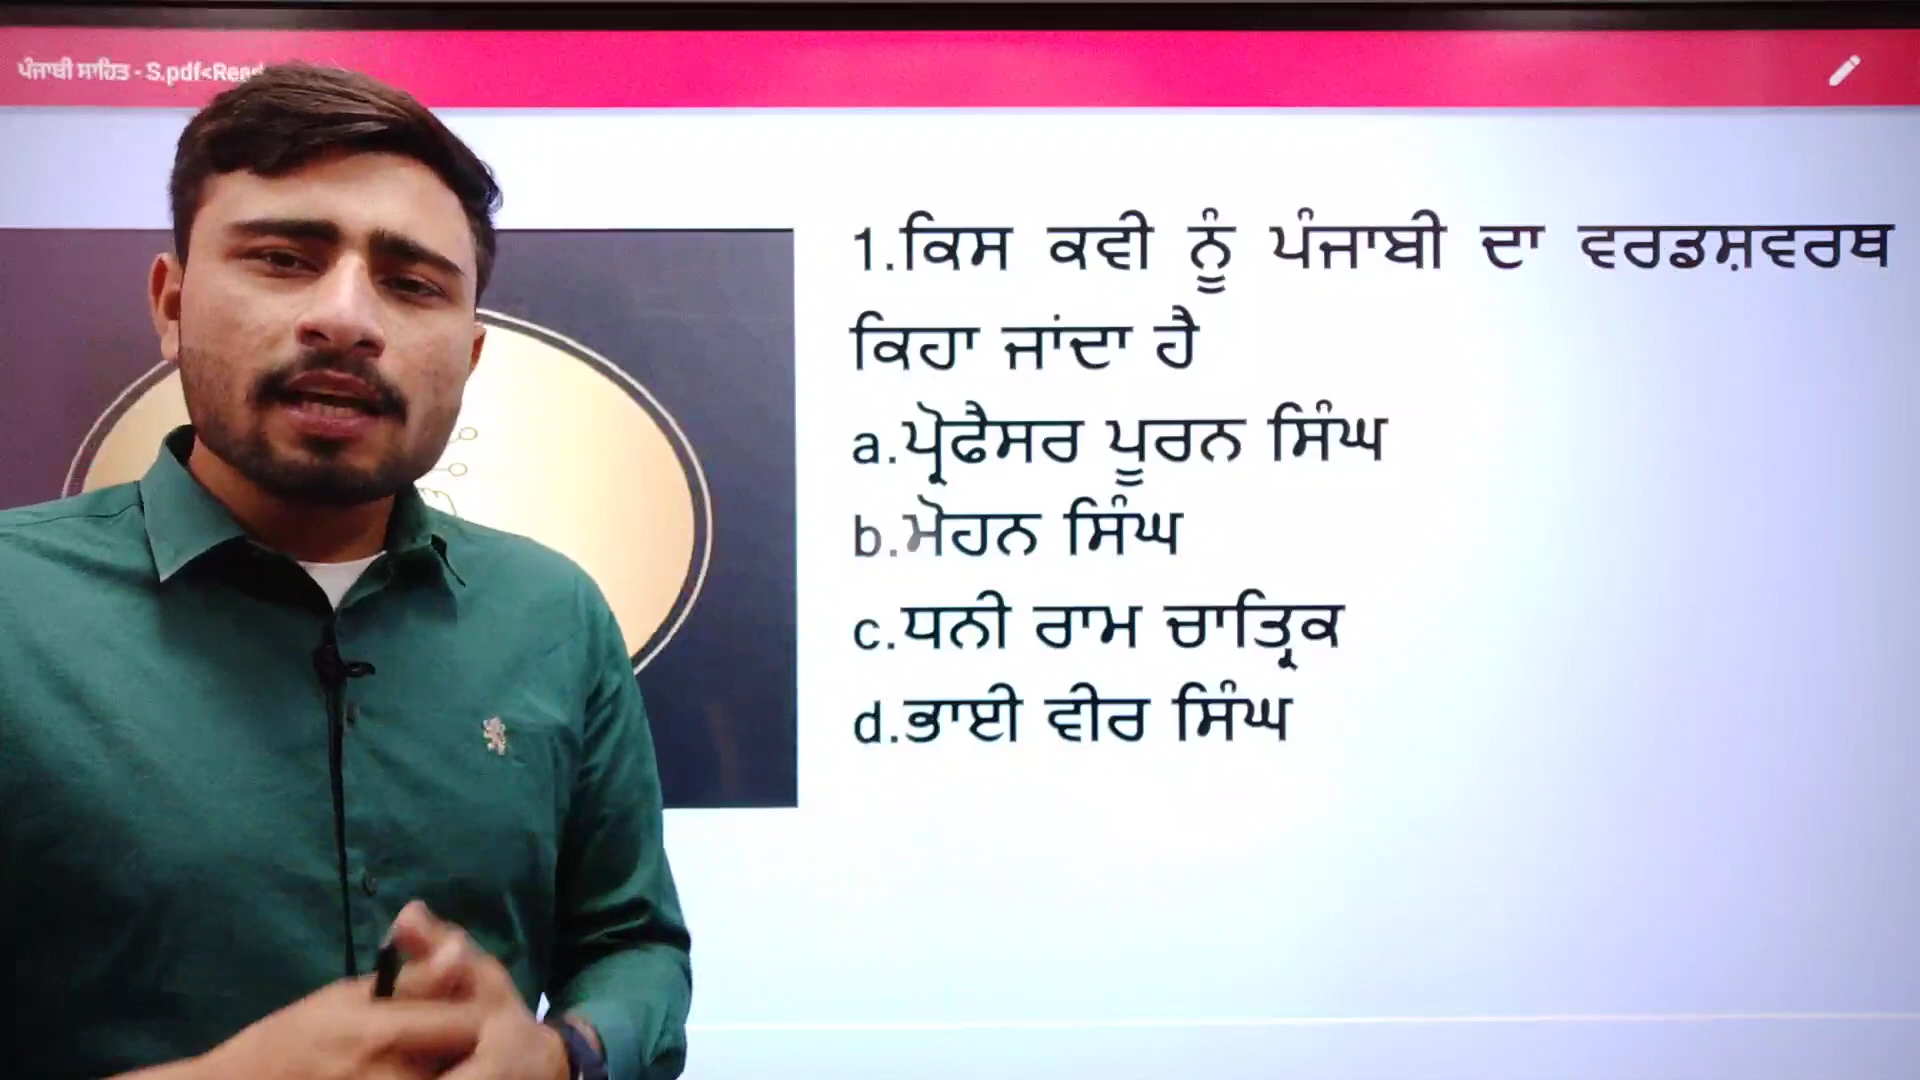 ਪੰਜਾਬੀ ਸਾਹਿਤ - S.pdf<Read
1.ਕਿਸ ਕਵੀ ਨੂੰ ਪੰਜਾਬੀ ਦਾ ਵਰਡਸ਼ਵਰਥ
ਕਿਹਾ ਜਾਂਦਾ ਹੈ
a.ਪ੍ਰੋਫੈਸਰ ਪੂਰਨ ਸਿੰਘ
b.ਮੋਹਨ ਸਿੰਘ
c.ਧਨੀ ਰਾਮ ਚਾਤ੍ਰਿਕ
d.ਭਾਈ ਵੀਰ ਸਿੰਘ